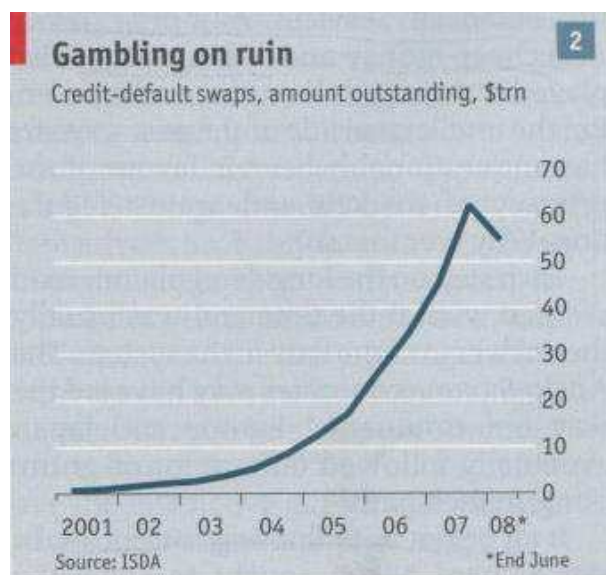 Gambling on ruin
2
Credit-default swaps, amount outstanding, $trn
70
60
50
40
30
20
10
0
2001 02 03 04 05 06 07 08*
Source: ISDA
*End June